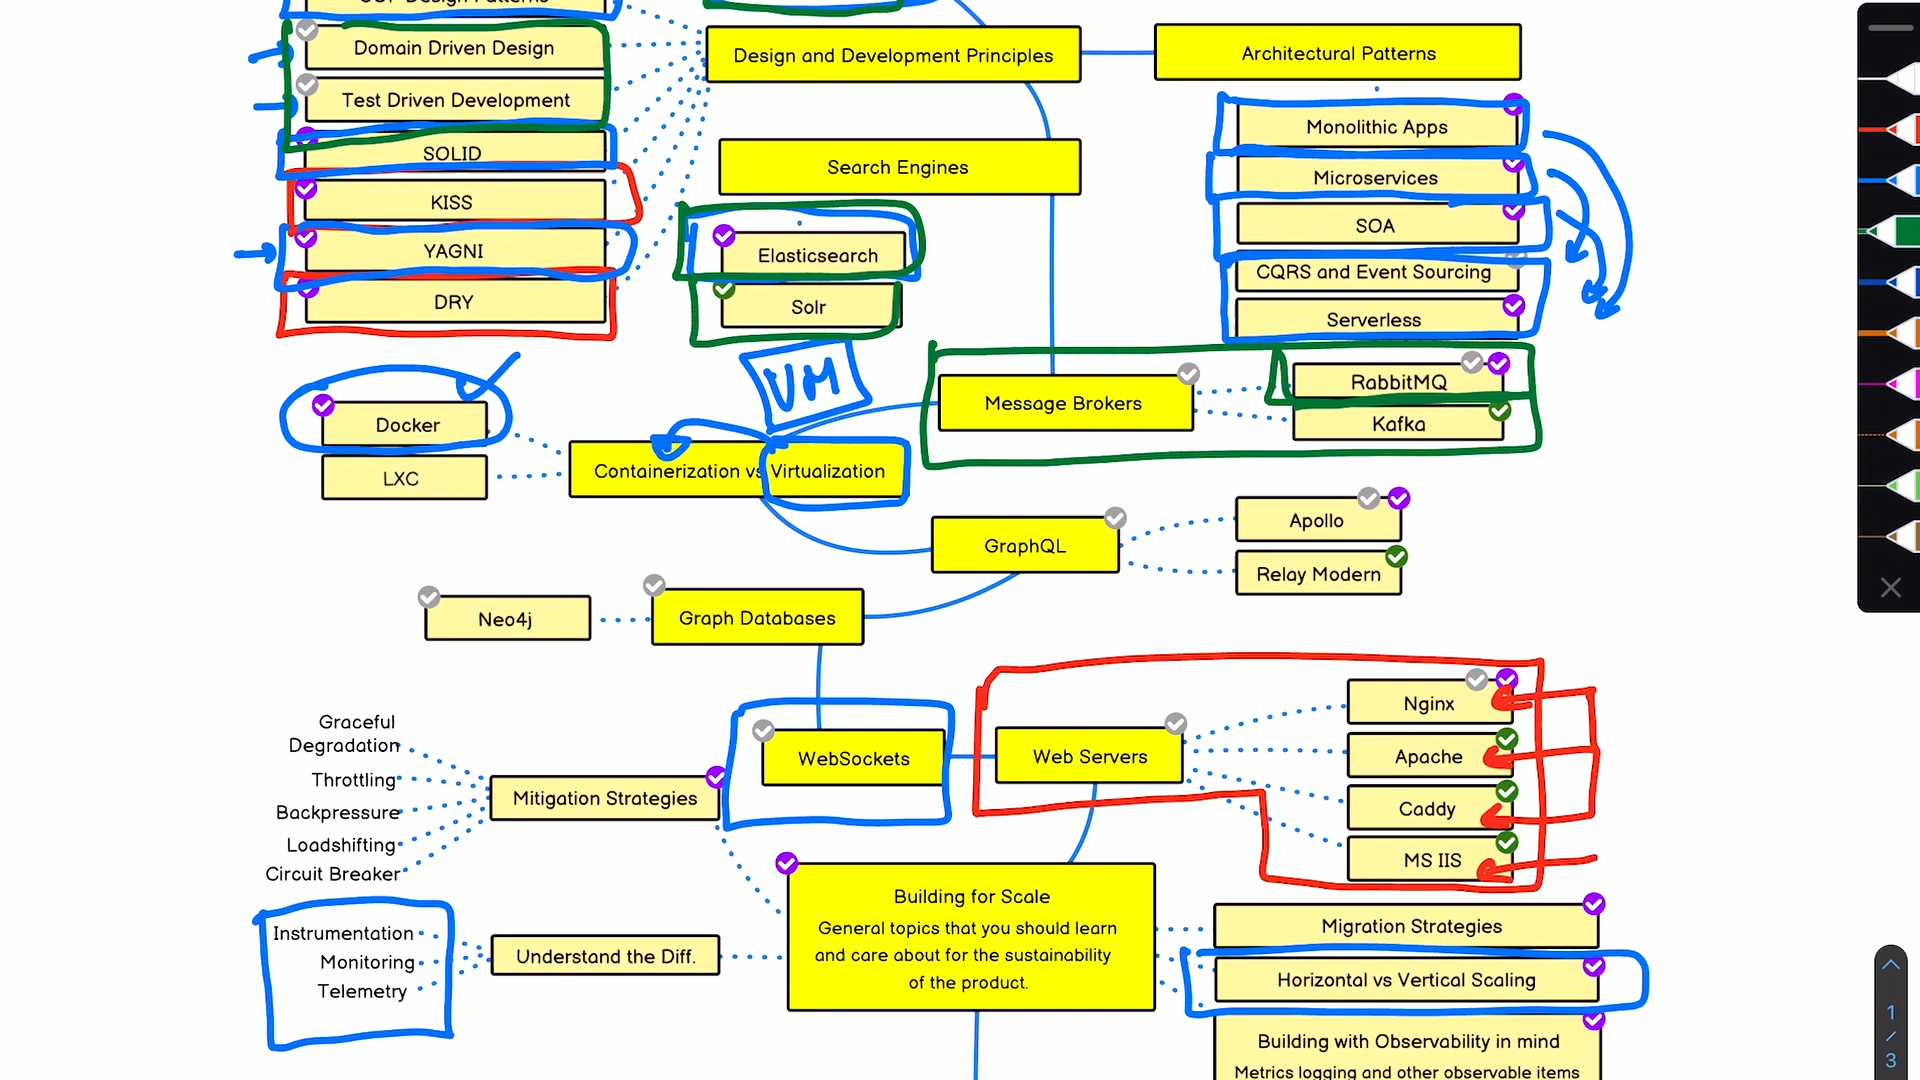 GOF Design Patterns
Domain Driven Design
Test Driven Development
SOLID
KISS
YAGNI
DRY
Design and Development Principles
Architectural Patterns
Search Engines
Elasticsearch
Solr
Monolithic Apps
Microservices
SOA
CQRS and Event Sourcing
Serverless
VM
Message Brokers
RabbitMQ
Kafka
Docker
LXC
Containerization vs Virtualization
GraphQL
Apollo
Relay Modern
Neo4j
Graph Databases
WebSockets
Web Servers
Nginx
Apache
Caddy
MS IIS
Graceful
Degradation
Throttling
Backpressure
Loadshifting
Circuit Breaker
Mitigation Strategies
Instrumentation
Monitoring
Telemetry
Understand the Diff.
Building for Scale
General topics that you should learn
and care about for the sustainability
of the product.
Migration Strategies
Horizontal vs Vertical Scaling
Building with Observability in mind
Metrics logging and other observable items
1
/
3